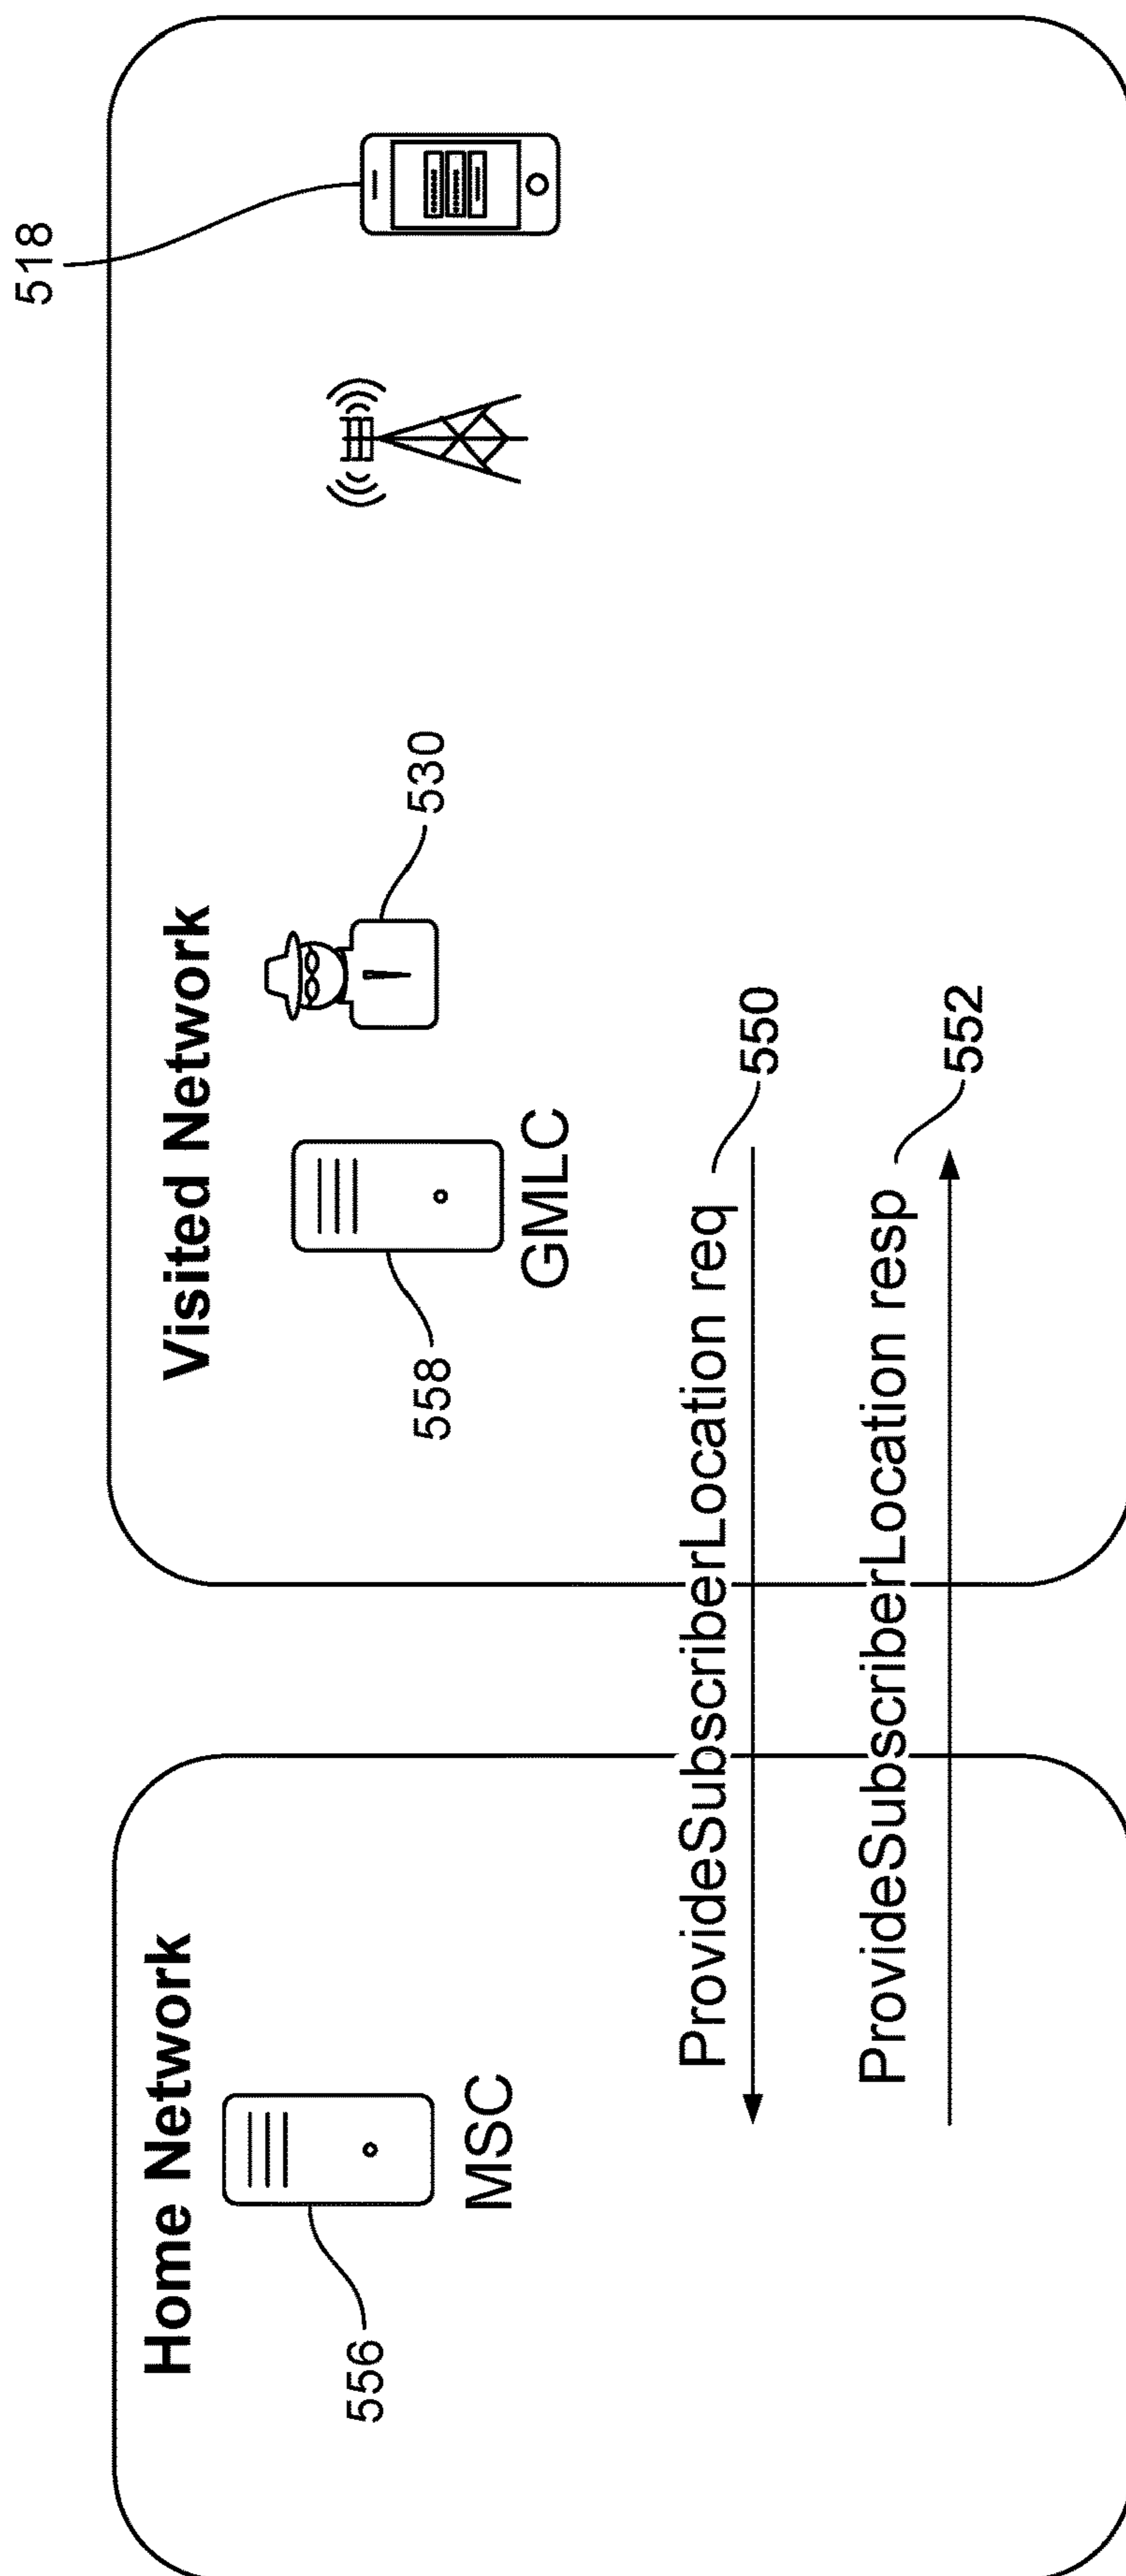 Home Network
556
MSC
Visited Network
558
GMLC
530
518
ProvideSubscriberLocation req
550
ProvideSubscriberLocation resp
552